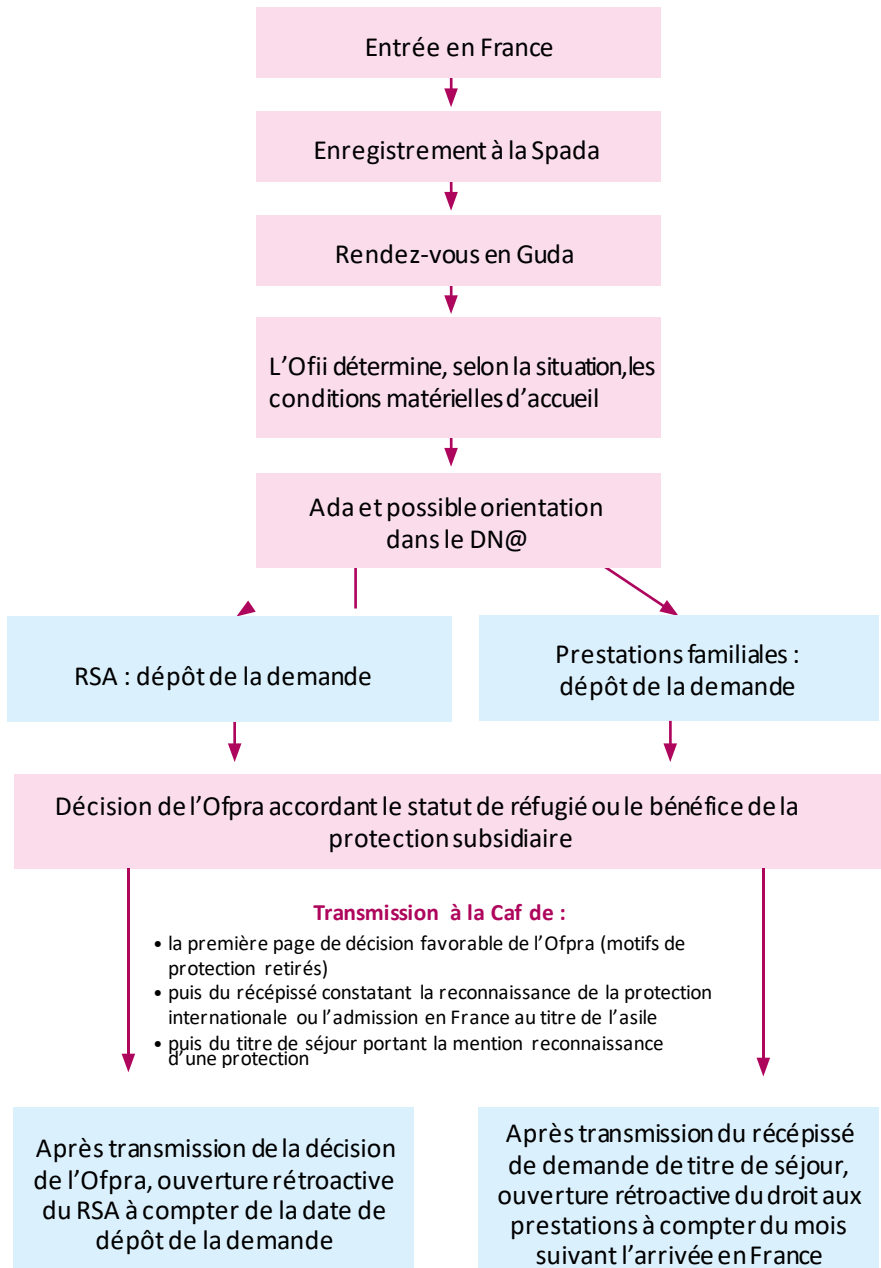 Entrée en France
Enregistrement à la Spada
Rendez-vous en Guda
L’Ofii détermine, selon la situation,les
conditions matérielles d’accueil
Ada et possible orientation
dans le DN@
RSA : dépôt de la demande
Prestations familiales :
dépôt de la demande
Décision de l’Ofpra accordant le statut de réfugié ou le bénéfice de la
protection subsidiaire
Transmission à la Caf de :
• la première page de décision favorable de l’Ofpra (motifs de
protection retirés)
• puis du récépissé constatant la reconnaissance de la protection
internationale ou l’admission en France au titre de l’asile
• puis du titre de séjour portant la mention reconnaissance
d’une protection
Après transmission de la décision
de l’Ofpra, ouverture rétroactive
du RSA à compter de la date de
dépôt de la demande
Après transmission du récépissé
de demande de titre de séjour,
ouverture rétroactive du droit aux
prestations à compter du mois
suivant l’arrivée en France